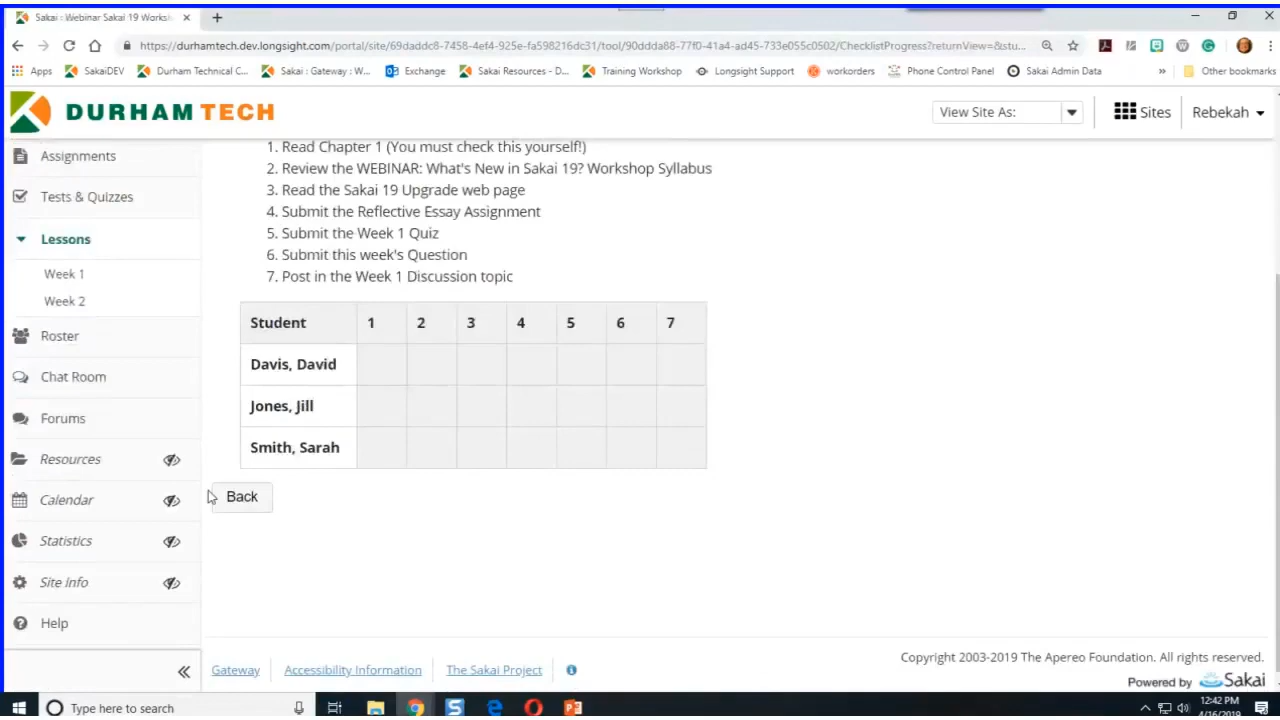 Sakai : Webinar Sakai 19 Works
https://durhamtech.dev.longsight.com/portal/site/69daddc8-7458-4ef4-925e-fa598216dc31/tool/90ddda88-77f0-41a4-ad45-733e055c0502/ChecklistProgress?returnView=&stu...
Apps SakaiDEV Durham Technical C... Sakai : Gateway : W... Exchange Sakai Resources - D... Training Workshop Longsight Support workorders Phone Control Panel Sakai Admin Data » Other bookmarks
DURHAM TECH View Site As: Sites Rebekah
Assignments
Tests & Quizzes
Lessons
Week 1
Week 2
Roster
Chat Room
Forums
Resources
Calendar
Statistics
Site Info
Help
1. Read Chapter 1 (You must check this yourself!)
2. Review the WEBINAR: What's New in Sakai 19? Workshop Syllabus
3. Read the Sakai 19 Upgrade web page
4. Submit the Reflective Essay Assignment
5. Submit the Week 1 Quiz
6. Submit this week's Question
7. Post in the Week 1 Discussion topic
Student 1 2 3 4 5 6 7
Davis, David
Jones, Jill
Smith, Sarah
Back
Gateway Accessibility Information The Sakai Project
Copyright 2003-2019 The Apereo Foundation. All rights reserved.
Powered by Sakai
Type here to search
12:42 PM
4/16/2019